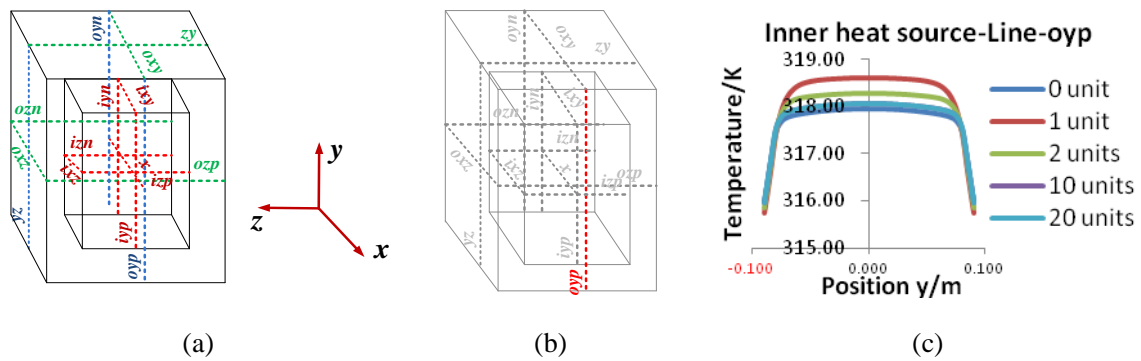 oyn
zy
oxy
iyn
ixy
ozn
izn
oxz
ixz
x
ozp
izp
yz
iyp
oyp
y
z
x
(a)
oyn
zy
oxy
iyn
ixy
ozn
izn
oxz
ixz
x
ozp
izp
yz
iyp
oyp
(b)
Inner heat source-Line-oyp
Temperature/K
319.00
318.00
317.00
316.00
315.00
-0.100
0.000
0.100
Position y/m
0 unit
1 unit
2 units
10 units
20 units
(c)